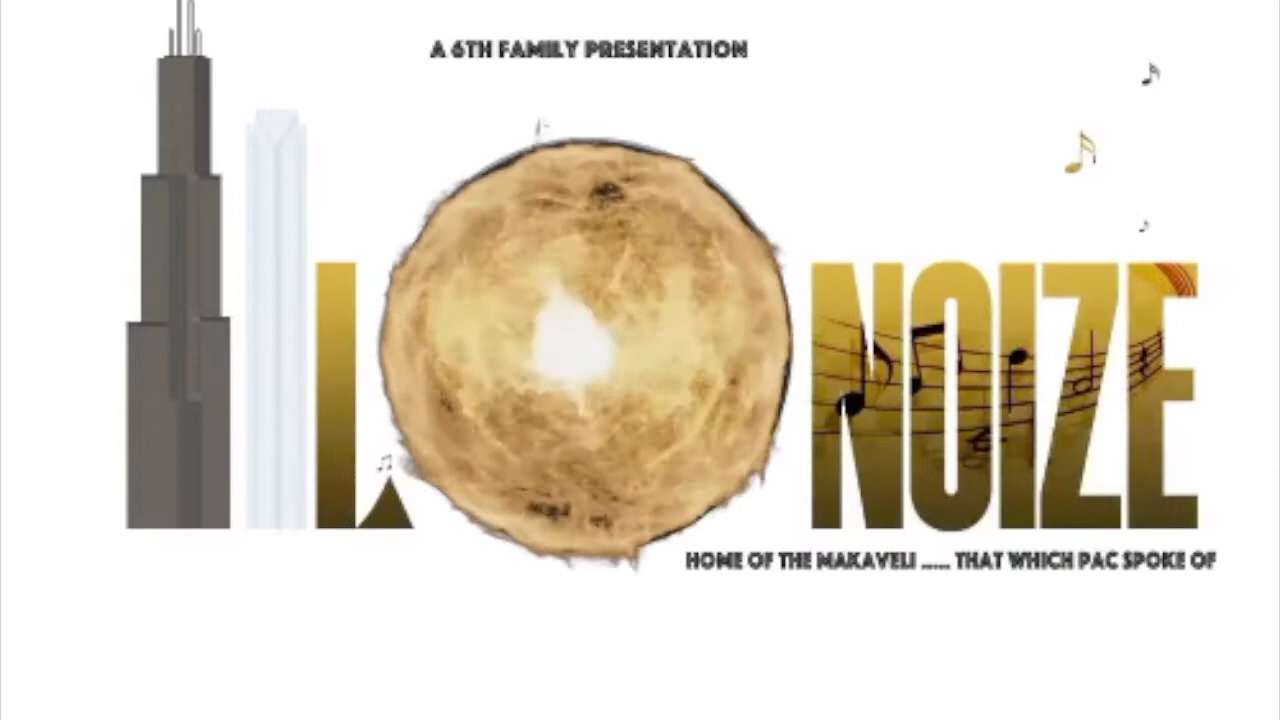 A 6TH FAMILY PRESENTATION
L NOIZE
HOME OF THE MAKAVELI ...... THAT WHICH PAC SPOKE OF